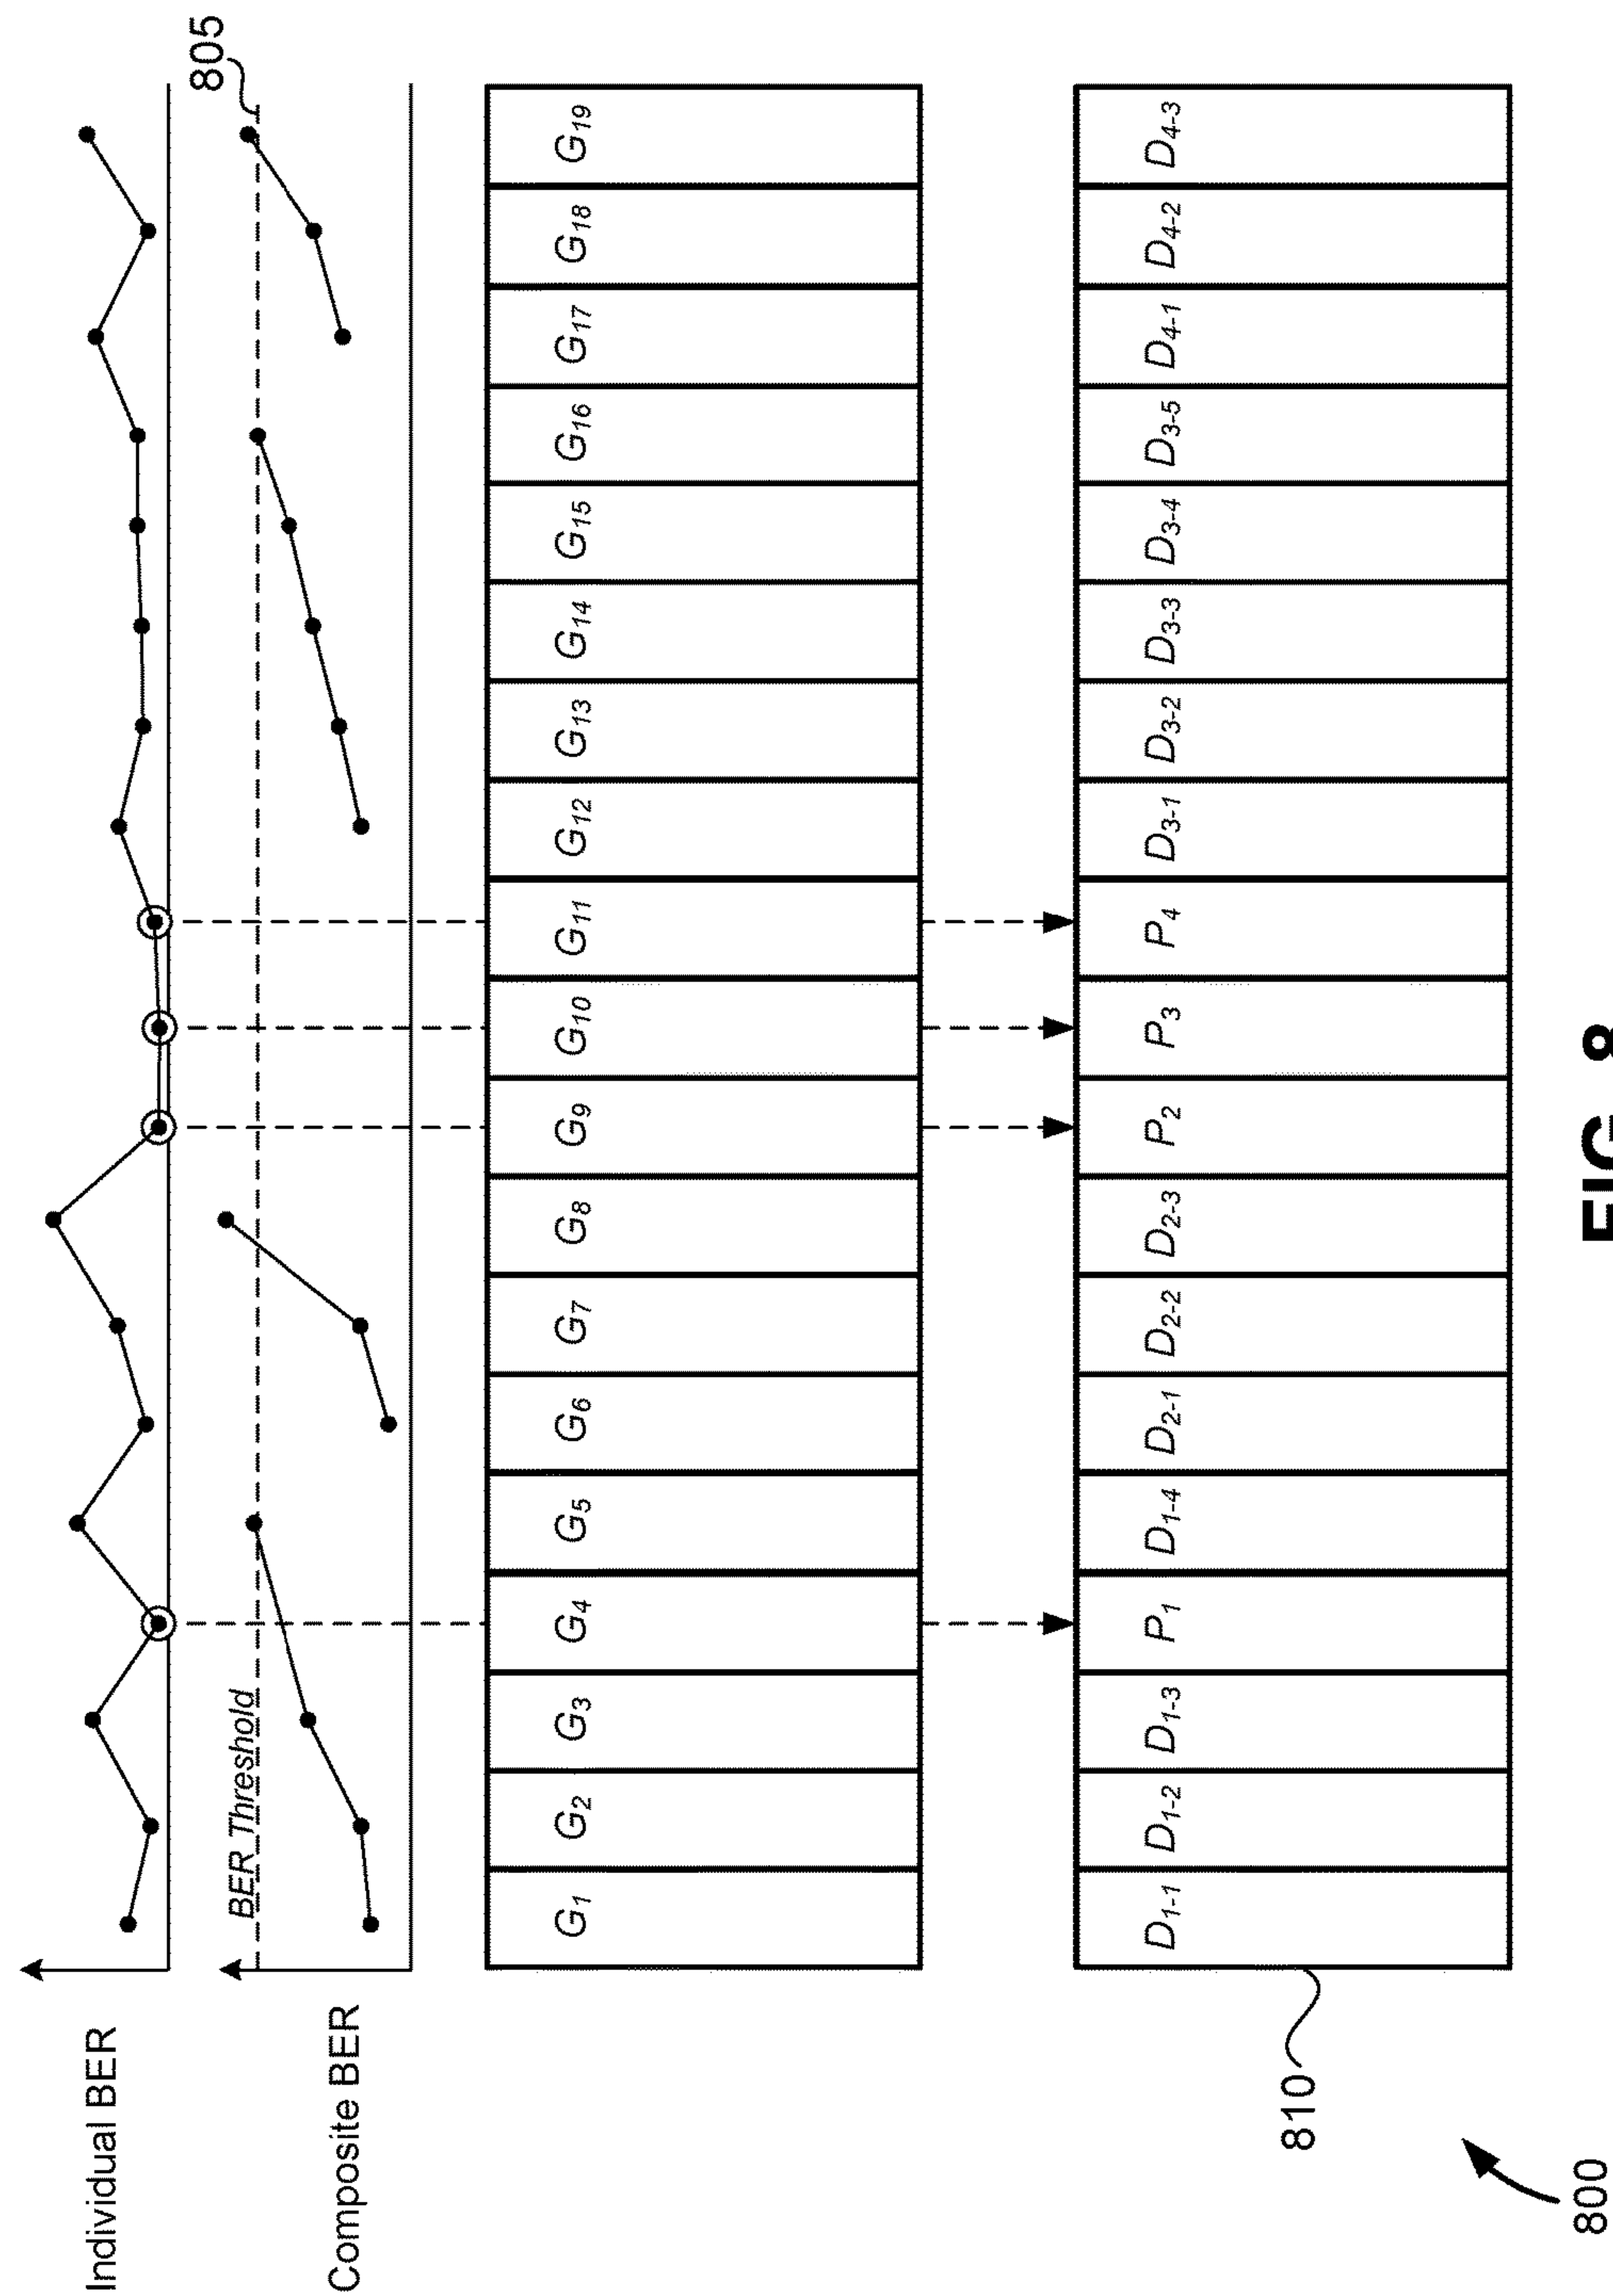 805
Individual BER
BER Threshold
Composite BER
G1 G2 G3 G4 G5 G6 G7 G8 G9 G10 G11 G12 G13 G14 G15 G16 G17 G18 G19
D1-1 D1-2 D1-3 P1 D1-4 D2-1 D2-2 D2-3 P2 P3 P4 D3-1 D3-2 D3-3 D3-4 D3-5 D4-1 D4-2 D4-3
810
800
FIG. 8